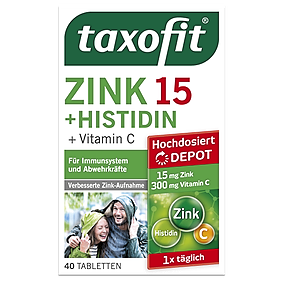 taxofit®
ZINK 15
+HISTIDIN
+ Vitamin C
Für Immunsystem
und Abwehrkräfte
Verbesserte Zink-Aufnahme
Hochdosiert
DEPOT
15 mg Zink
300 mg Vitamin C
Zink
Histidin
C
1x täglich
40 TABLETTEN